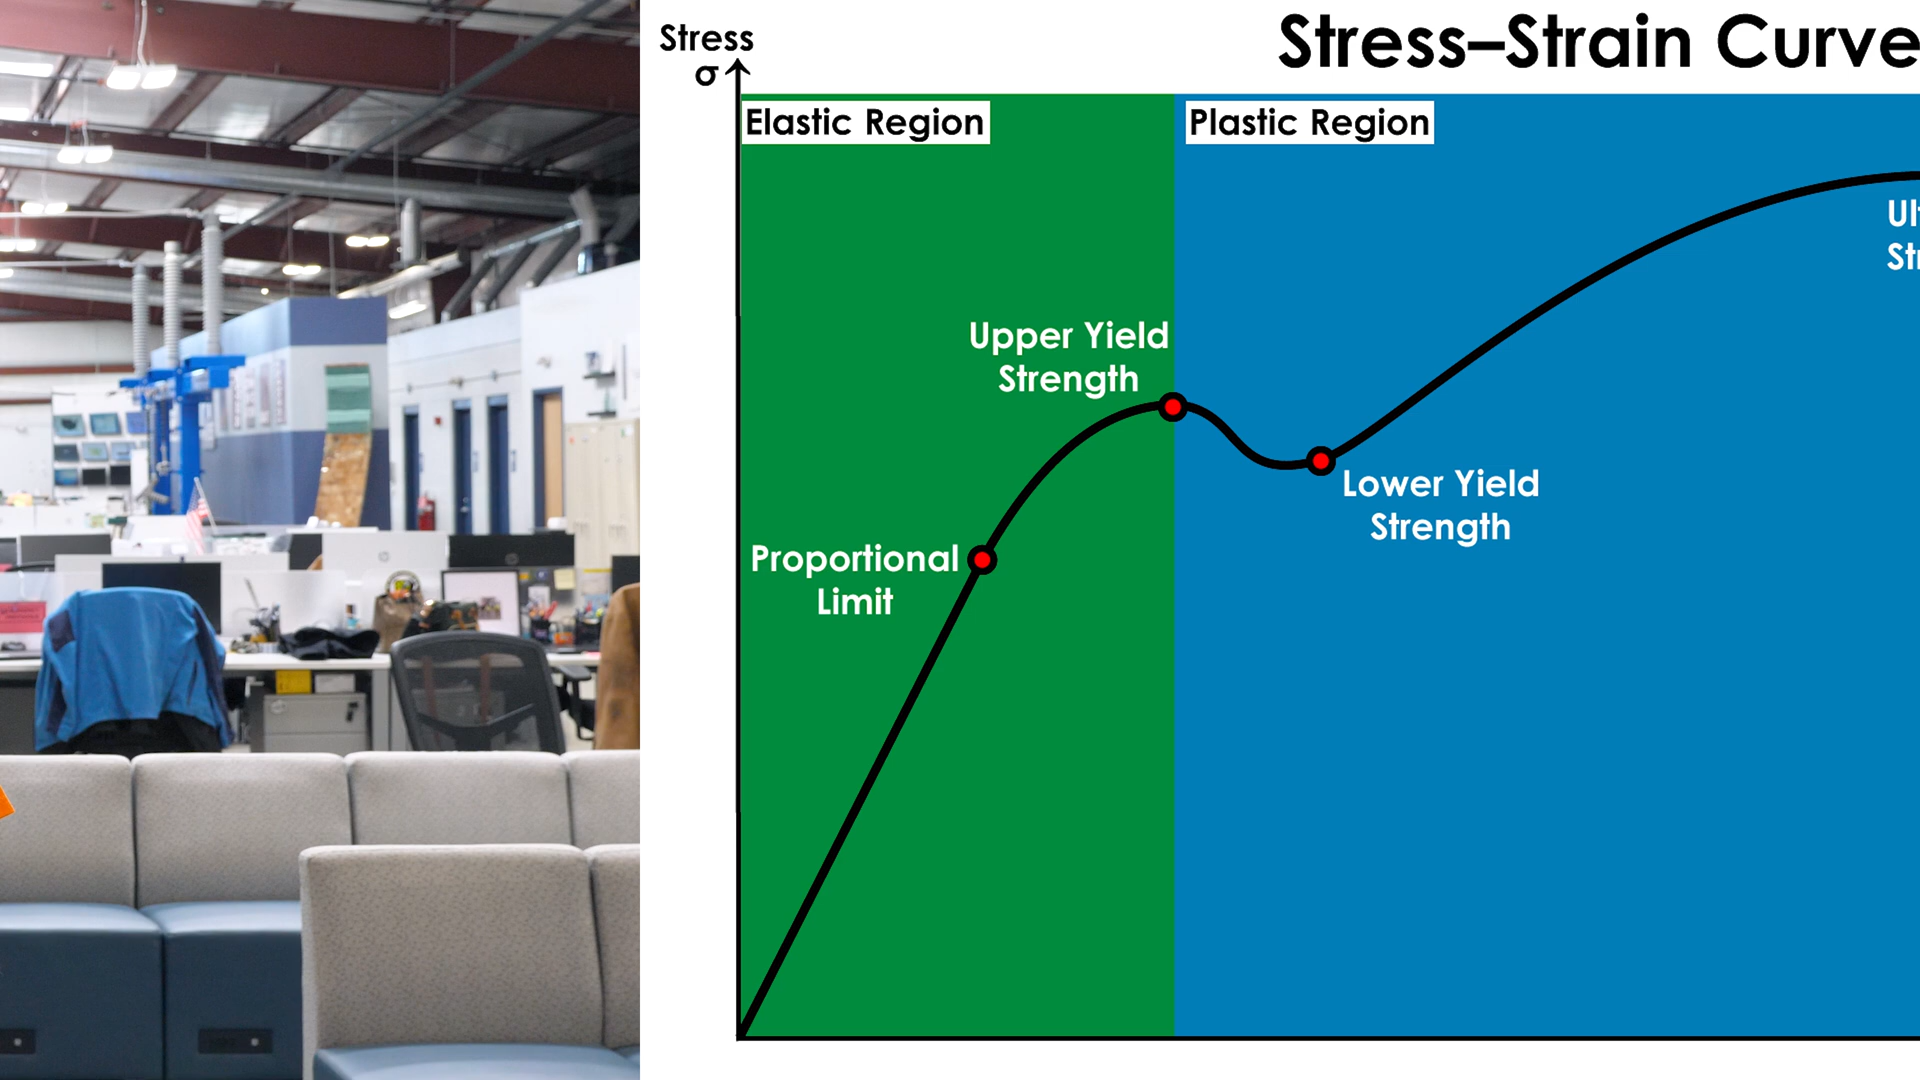 Stress
σ
Stress–Strain Curve
Elastic Region
Plastic Region
Upper Yield
Strength
Lower Yield
Strength
Proportional
Limit